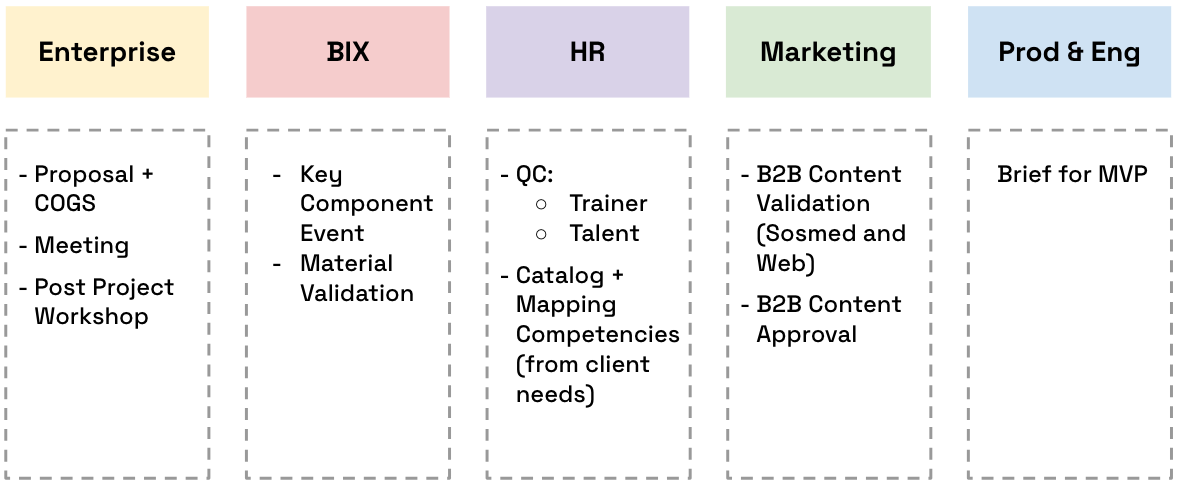 Enterprise
- Proposal +
COGS
- Meeting
- Post Project
Workshop
BIX
- Key
Component
Event
- Material
Validation
HR
- QC:
○ Trainer
○ Talent
- Catalog +
Mapping
Competencies
(from client
needs)
Marketing
- B2B Content
Validation
(Sosmed and
Web)
- B2B Content
Approval
Prod & Eng
Brief for MVP